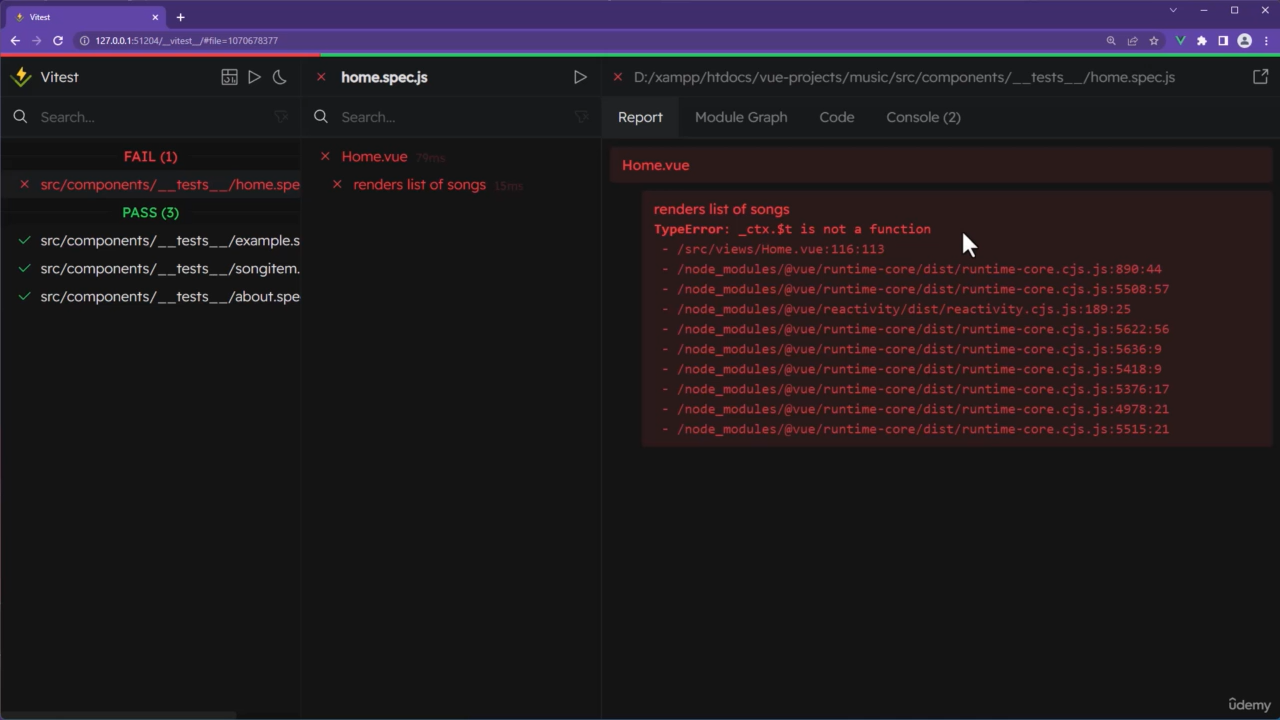 Vitest
127.0.0.1:51204/__vitest__/#file=1070678377
Vitest
Search...
FAIL (1)
src/components/__tests__/home.spe
PASS (3)
src/components/__tests__/example.s
src/components/__tests__/songitem.
src/components/__tests__/about.spe
home.spec.js
Search...
Home.vue 79ms
renders list of songs 15ms
D:/xampp/htdocs/vue-projects/music/src/components/__tests__/home.spec.js
Report Module Graph Code Console (2)
Home.vue
renders list of songs
TypeError: _ctx.$t is not a function
- /src/views/Home.vue:116:113
- /node_modules/@vue/runtime-core/dist/runtime-core.cjs.js:890:44
- /node_modules/@vue/runtime-core/dist/runtime-core.cjs.js:5508:57
- /node_modules/@vue/reactivity/dist/reactivity.cjs.js:189:25
- /node_modules/@vue/runtime-core/dist/runtime-core.cjs.js:5622:56
- /node_modules/@vue/runtime-core/dist/runtime-core.cjs.js:5636:9
- /node_modules/@vue/runtime-core/dist/runtime-core.cjs.js:5418:9
- /node_modules/@vue/runtime-core/dist/runtime-core.cjs.js:5376:17
- /node_modules/@vue/runtime-core/dist/runtime-core.cjs.js:4978:21
- /node_modules/@vue/runtime-core/dist/runtime-core.cjs.js:5515:21
ûdemy